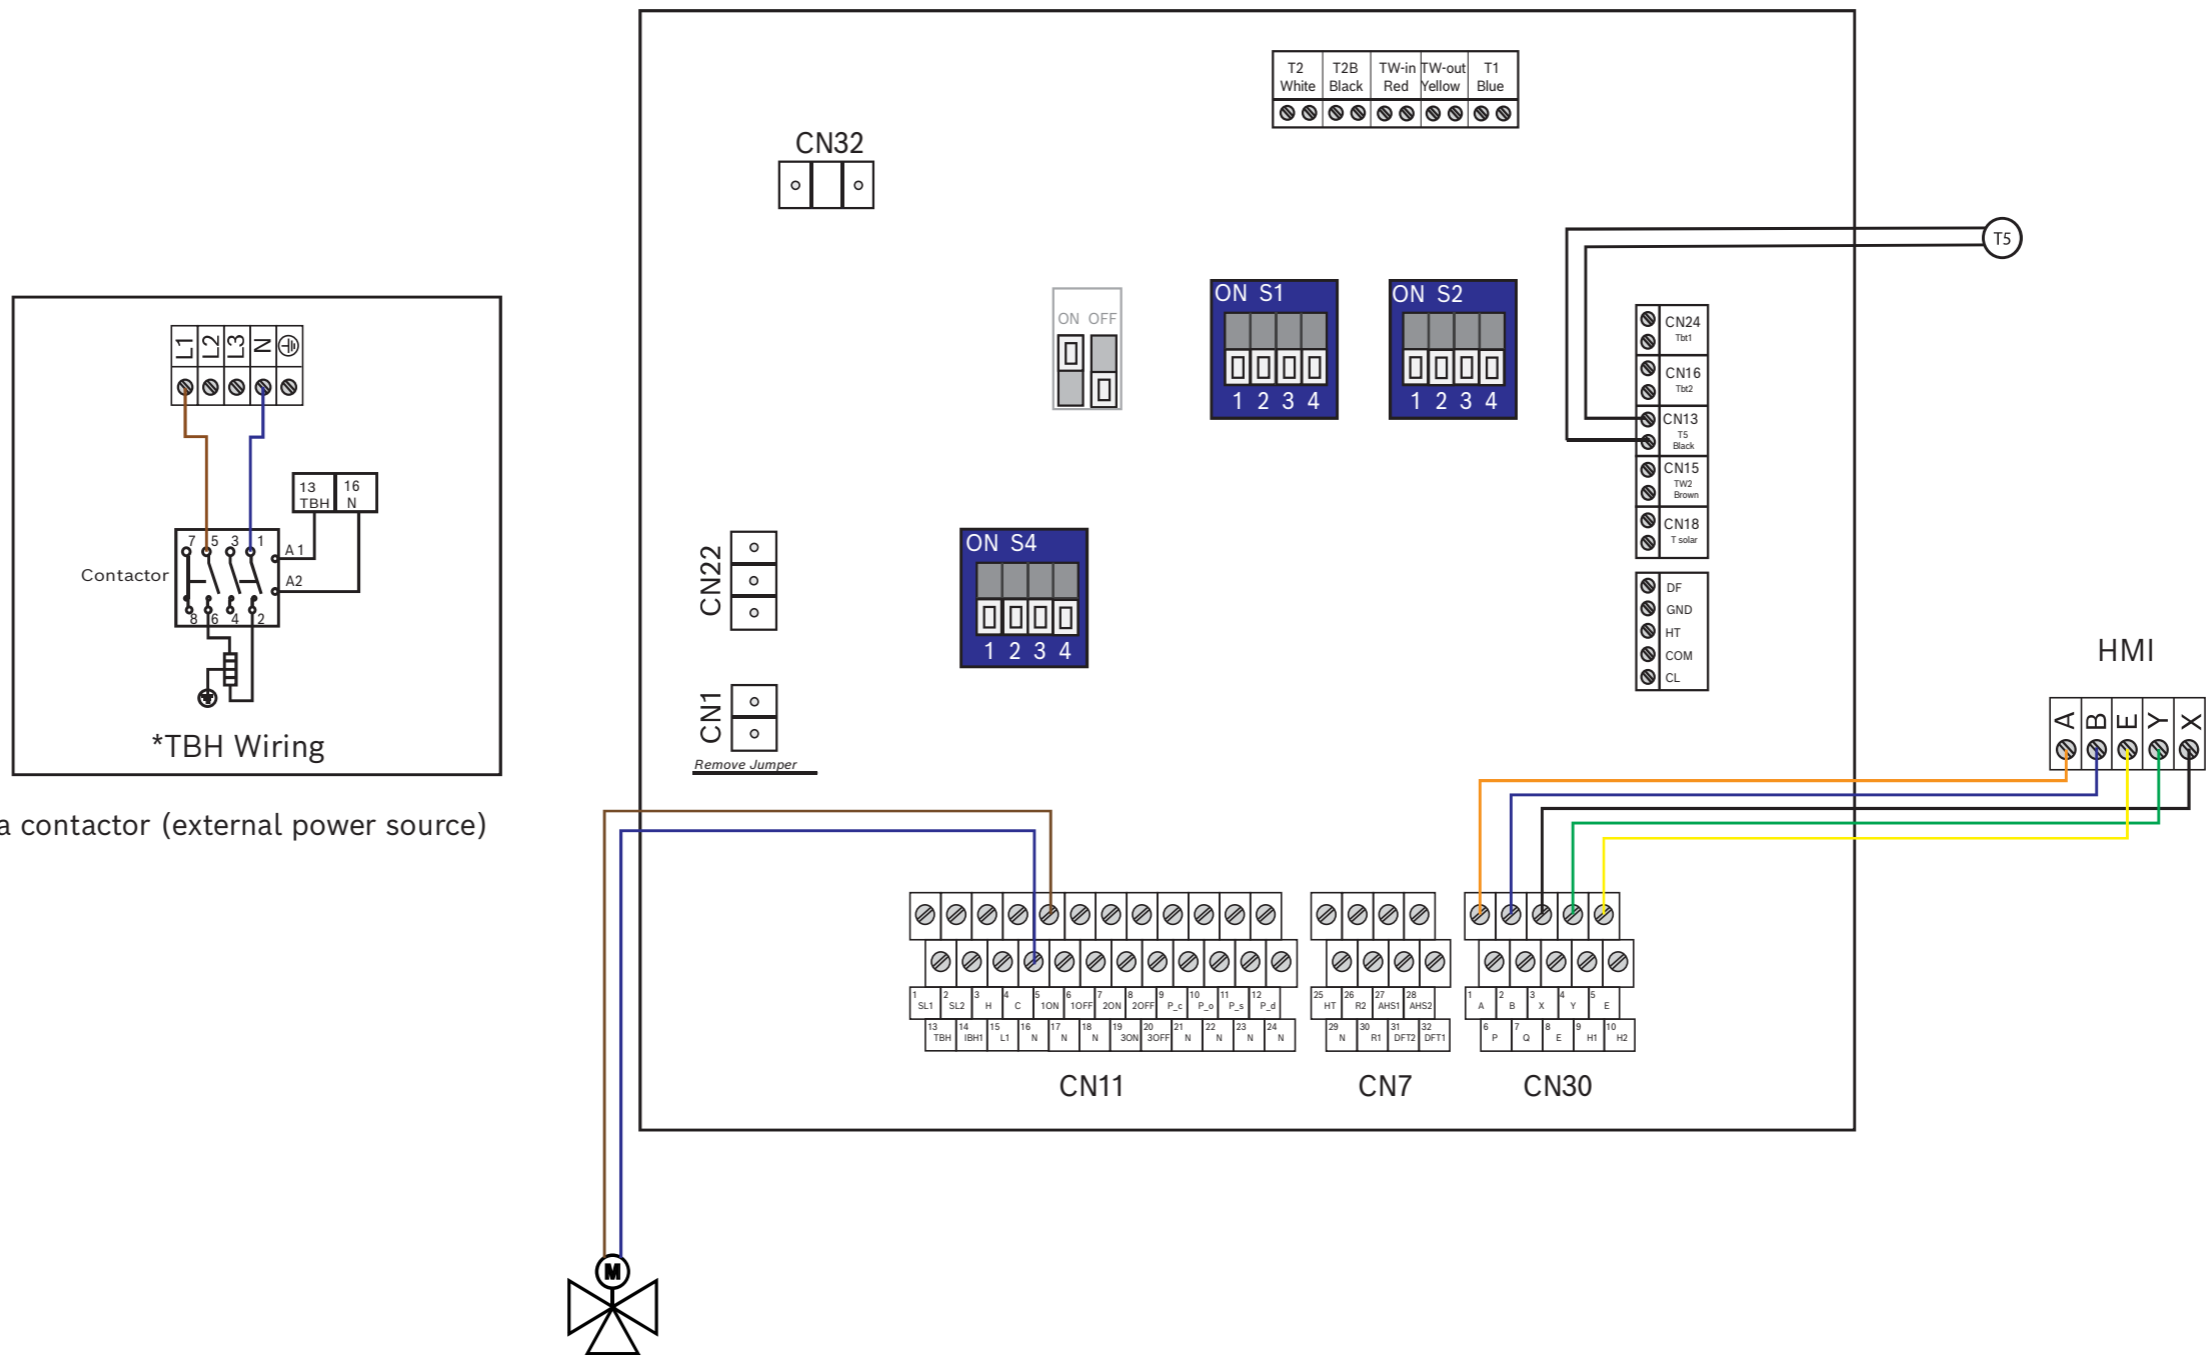 T2 T2B TW-in TW-out T1
White Black Red Yellow Blue
CN32
T5
ON OFF
ON S1
1 2 3 4
ON S2
1 2 3 4
CN24
Tbt1
CN16
Tbt2
CN13
T5
Black
CN15
TW2
Brown
CN18
T solar
DF
GND
HT
COM
CL
L1 L2 L3 N
13 16
TBH N
7 5 3 1
A1
A2
Contactor
8 6 4 2
*TBH Wiring
a contactor (external power source)
CN22
ON S4
1 2 3 4
CN1
Remove Jumper
HMI
A B E Y X
1 2 3 4 5 6 7 8 9 10 11 12
SL1 SL2 H C 1ON 1OFF 2ON 2OFF P_c P_o P_s P_d
13 14 15 16 17 18 19 20 21 22 23 24
TBH IBH1 L1 N N N 3ON 3OFF N N N N
CN11
25 26 27 28
HT R2 AHS1 AHS2
29 30 31 32
N R1 DFT2 DFT1
CN7
1 2 3 4 5
A B X Y E
6 7 8 9 10
P Q E H1 H2
CN30
M